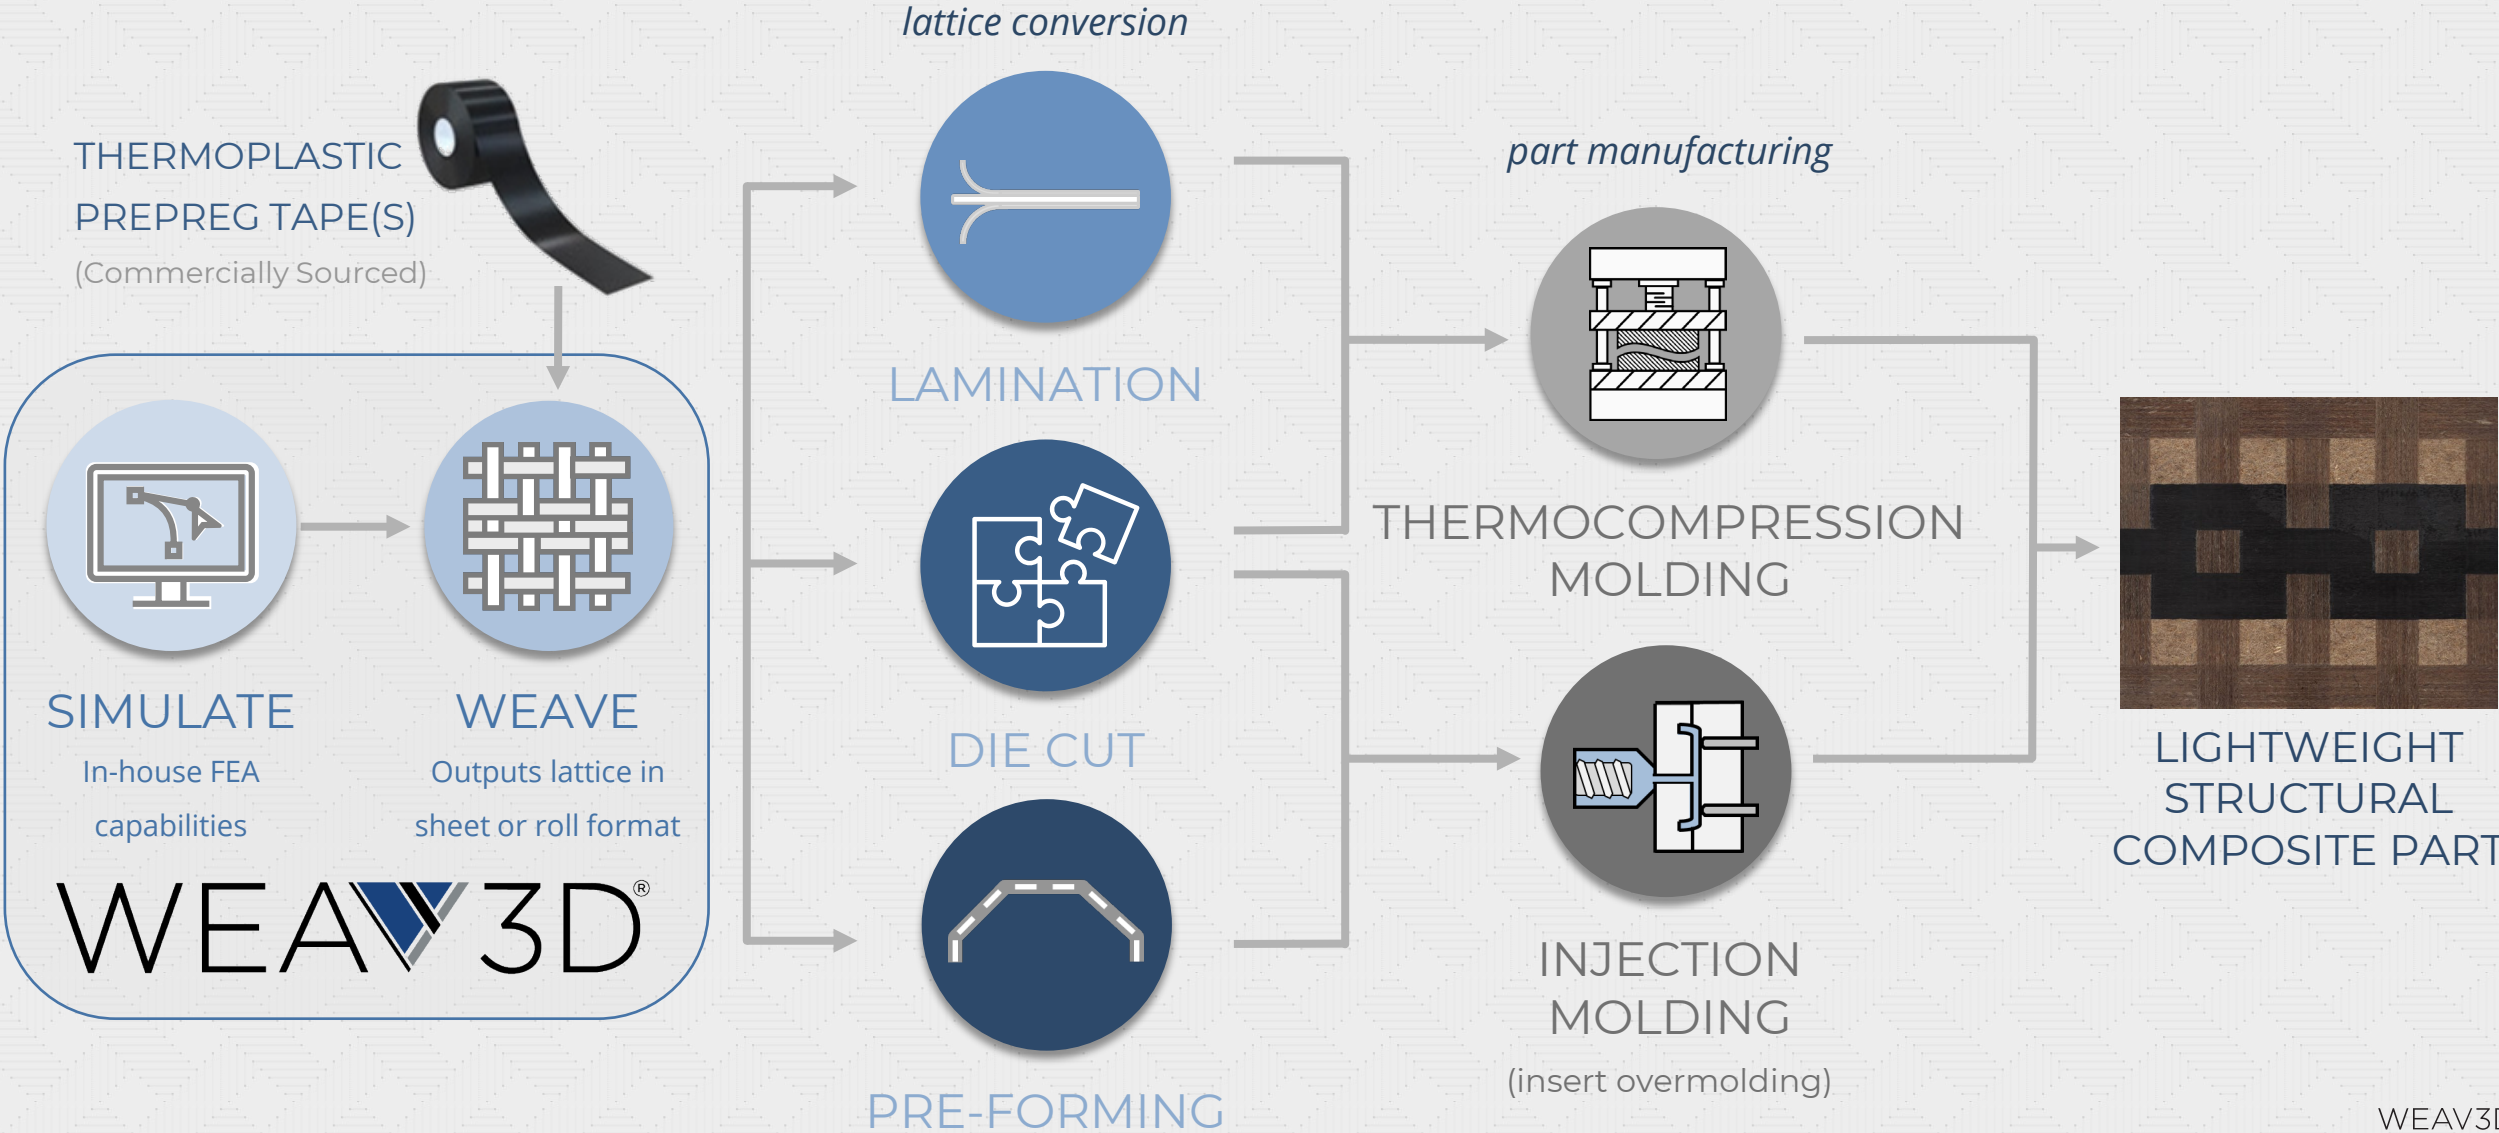 lattice conversion
THERMOPLASTIC
PREPREG TAPE(S)
(Commercially Sourced)
part manufacturing
LAMINATION
THERMOCOMPRESSION
MOLDING
SIMULATE
In-house FEA
capabilities
WEAVE
Outputs lattice in
sheet or roll format
WEAV3D®
DIE CUT
LIGHTWEIGHT
STRUCTURAL
COMPOSITE PART
INJECTION
MOLDING
(insert overmolding)
PRE-FORMING
WEAV3D